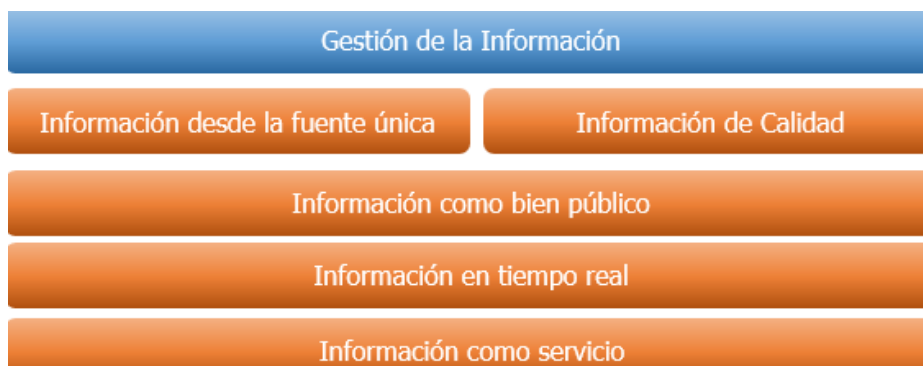 Gestión de la Información
Información desde la fuente única
Información de Calidad
Información como bien público
Información en tiempo real
Información como servicio